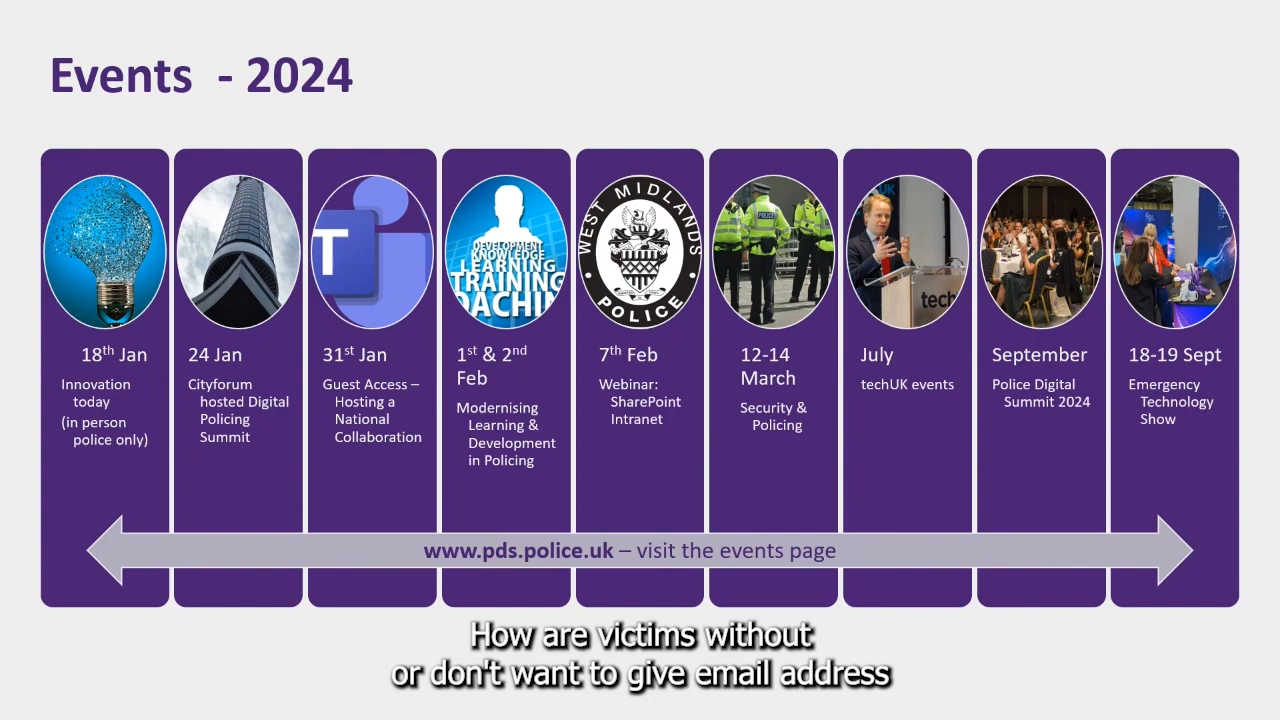 Events - 2024
T
DEVELOPMENT
KNOWLEDGE
LEARNING
TRAINING
WEST MIDLANDS
POLICE
POLICE
UK
tech
18th Jan
Innovation
today
(in person
police only)
24 Jan
Cityforum
hosted Digital
Policing
Summit
31st Jan
Guest Access –
Hosting a
National
Collaboration
1st & 2nd
Feb
Modernising
Learning &
Development
in Policing
7th Feb
Webinar:
SharePoint
Intranet
12-14
March
Security &
Policing
July
techUK events
September
Police Digital
Summit 2024
18-19 Sept
Emergency
Technology
Show
www.pds.police.uk – visit the events page
How are victims without
or don't want to give email address